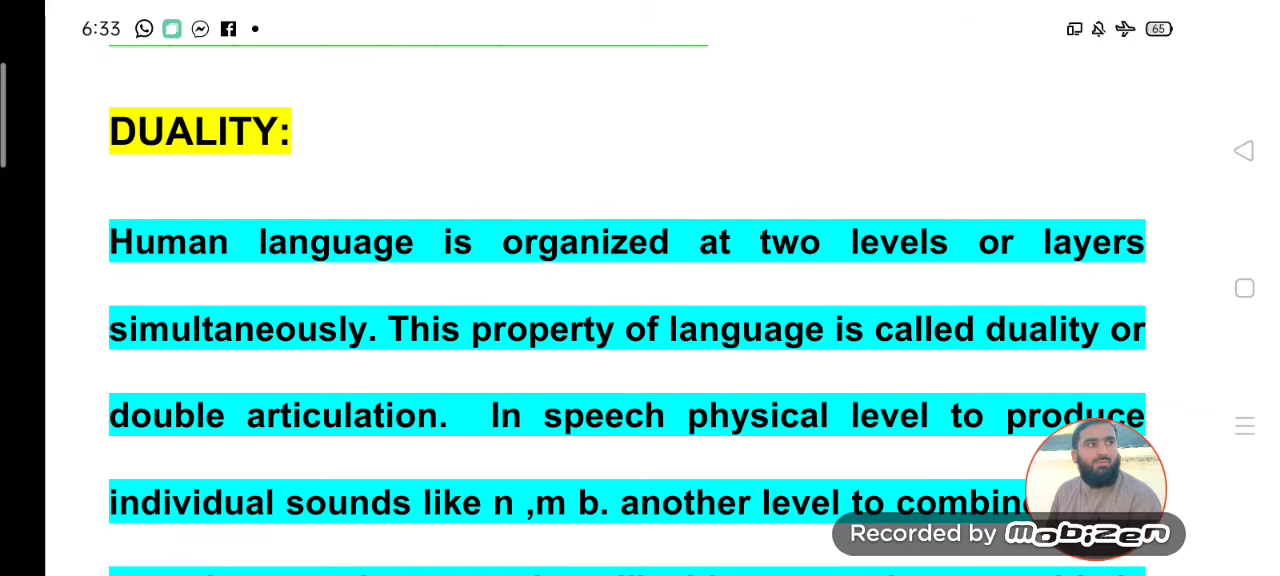 6:33
65
DUALITY:
Human language is organized at two levels or layers
simultaneously. This property of language is called duality or
double articulation. In speech physical level to produce
individual sounds like n ,m b. another level to combine
Recorded by mobizen